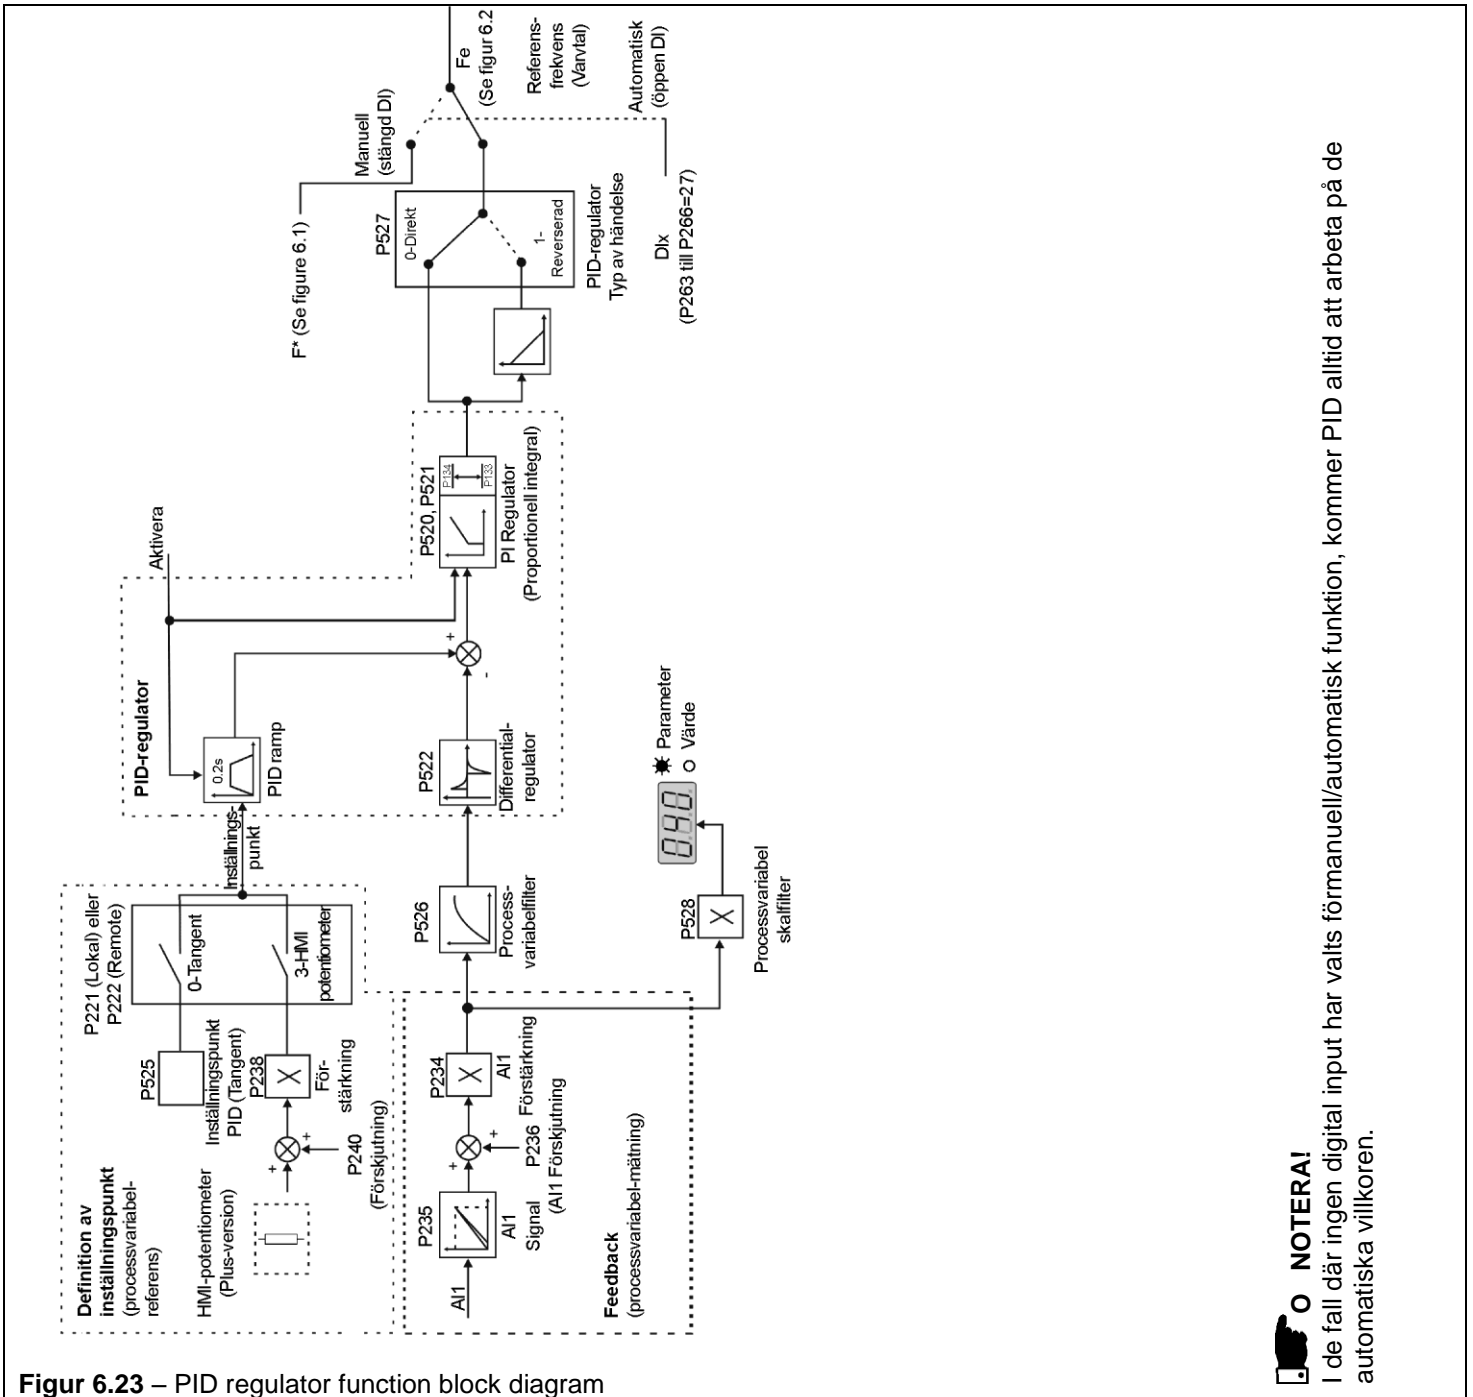 Definition av
inställningspunkt
(processvariabel-
referens)
HMI-potentiometer
(Plus-version)
P240
(Förskjutning)
+
+
P525
Inställningspunkt
PID (Tangent)
P238
X
För-
stärkning
P221 (Lokal) eller
P222 (Remote)
0-Tangent
3-HMI
potentiometer
Inställnings-
punkt
PID-regulator
0.2s
PID ramp
Aktivera
Feedback
(processvariabel-mätning)
AI1
P235
AI1
Signal
+
+
P236
(AI1 Förskjutning
P234
X
AI1
Förstärkning
P526
Process-
variabelfilter
P522
Differential-
regulator
+
-
P520, P521
P134
P133
PI Regulator
(Proportionell integral)
P528
X
Processvariabel
skalfilter
Parameter
Värde
F* (Se figure 6.1)
P527
0-Direkt
1-
Reverserad
PID-regulator
Typ av händelse
Manuell
(stängd DI)
Fe
(Se figur 6.2
Referens-
frekvens
(Varvtal)
Automatisk
(öppen DI)
DIx
(P263 till P266=27)
O NOTERA!
I de fall där ingen digital input har valts förmanuell/automatisk funktion, kommer PID alltid att arbeta på de
automatiska villkoren.
Figur 6.23 – PID regulator function block diagram